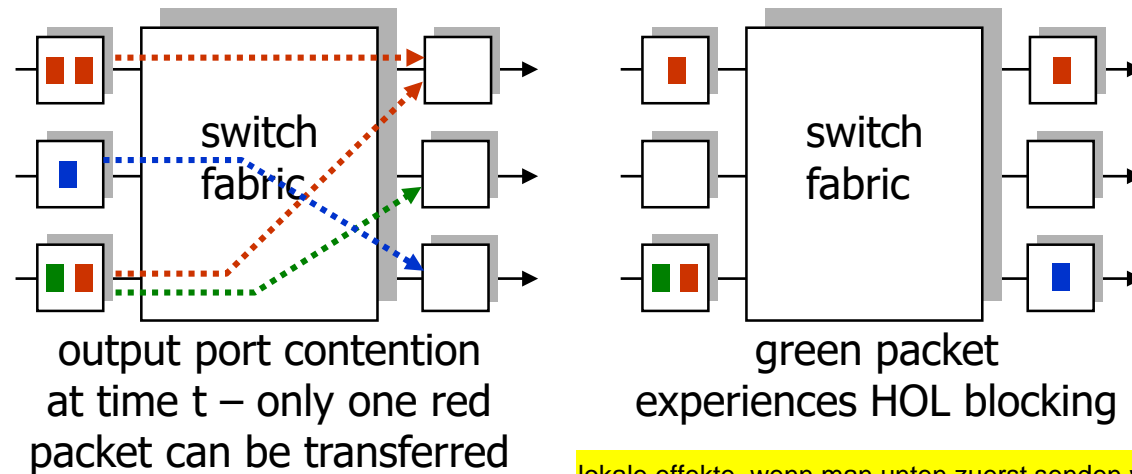 switch
fabric
output port contention
at time t – only one red
packet can be transferred
switch
fabric
green packet
experiences HOL blocking
lokale effekte, wenn man unten zuerst senden